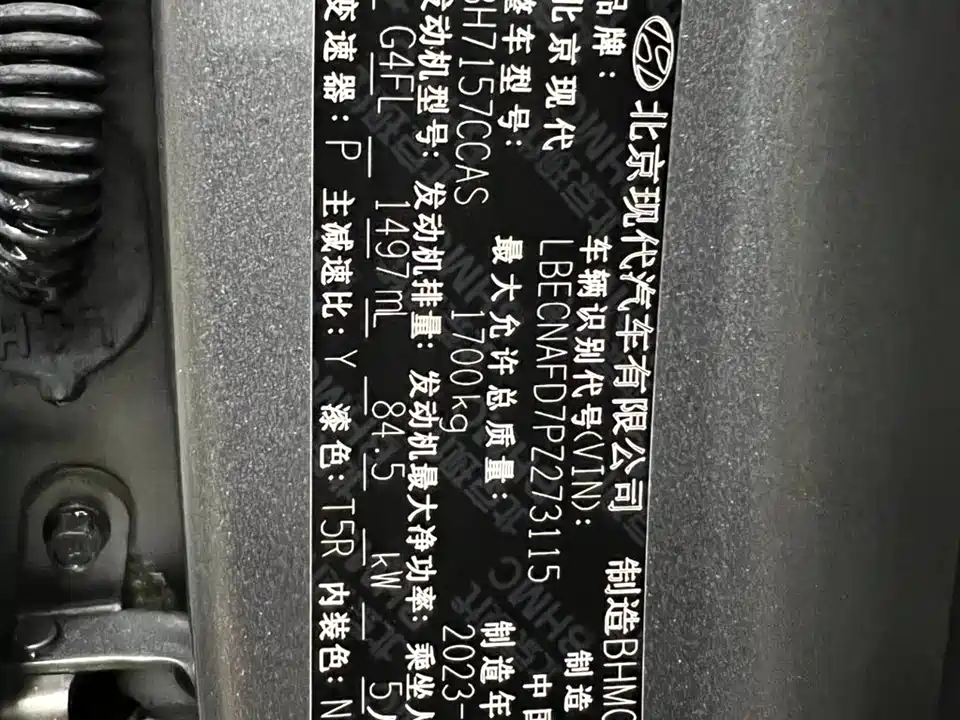 北京现代汽车有限公司 制造BHMC
品牌: 车辆识别代号(VIN): 制造
北京现代 LBECNAFD7PZ273115 中国
整车型号: 最大允许总质量: 制造年
BH7157CCAS 1700kg 2023-
发动机型号: 发动机排量: 发动机最大净功率: 乘坐人
G4FL 1497mL 84.5 kW 5人
变速器: P 主减速比: Y 漆色: T5R 内装色: N